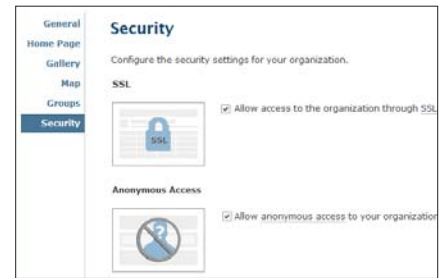 General
Home Page
Gallery
Map
Groups
Security
Security
Configure the security settings for your organization.
SSL
SSL
Allow access to the organization through SSL
Anonymous Access
Allow anonymous access to your organization